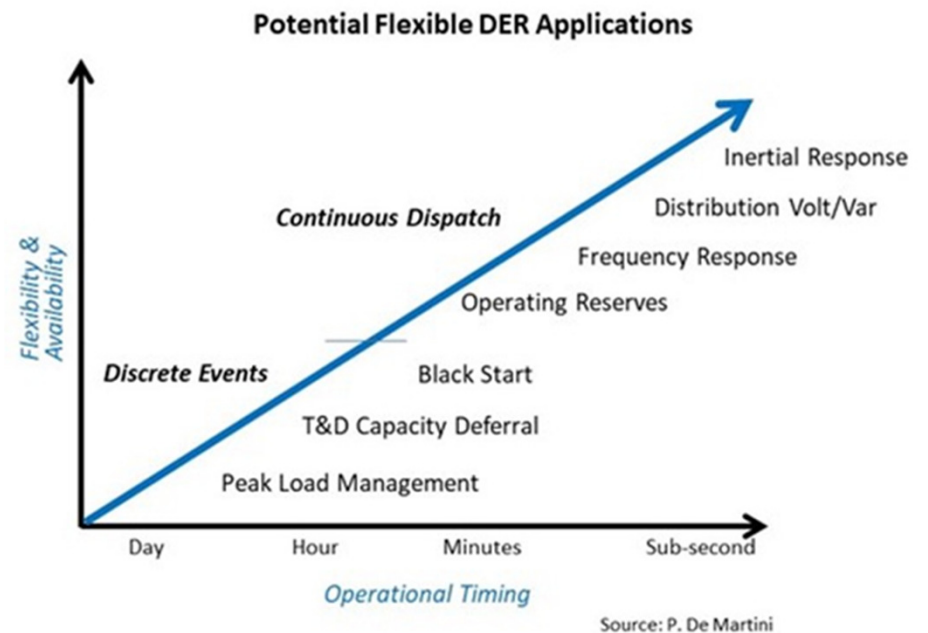 Potential Flexible DER Applications
Flexibility &
Availability
Continuous Dispatch
Discrete Events
Inertial Response
Distribution Volt/Var
Frequency Response
Operating Reserves
Black Start
T&D Capacity Deferral
Peak Load Management
Day Hour Minutes Sub-second
Operational Timing
Source: P. De Martini